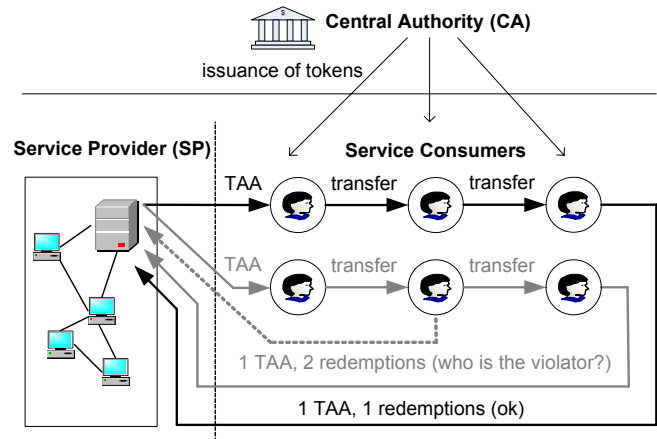 Central Authority (CA)
issuance of tokens
Service Provider (SP)
Service Consumers
TAA transfer transfer
TAA transfer transfer
1 TAA, 2 redemptions (who is the violator?)
1 TAA, 1 redemptions (ok)